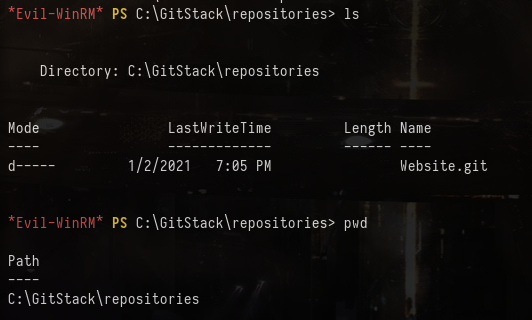 *Evil-WinRM* PS C:\GitStack\repositories> ls
Directory: C:\GitStack\repositories
Mode                LastWriteTime         Length Name
----                -------------         ------ ----
d-----         1/2/2021   7:05 PM                Website.git
*Evil-WinRM* PS C:\GitStack\repositories> pwd
Path
----
C:\GitStack\repositories